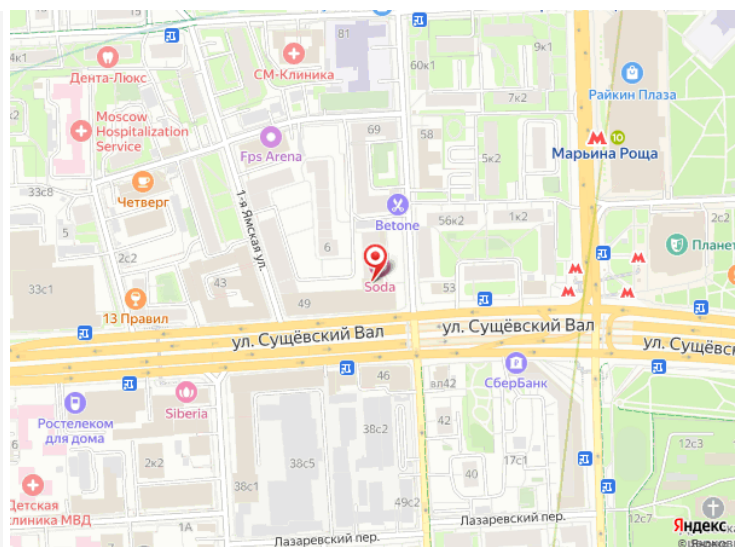 81
4к1
9к1
Дента-Люкс
СМ-Клиника
60к1
7к2
Райкин Плаза
Moscow
Hospitalization
Service
69
58
10
Марьина Роща
Fps Arena
5к2
33с8
Четверг
1-я Ямская ул.
Betone
56к2
1к2
2с2
5
6
Планет
2с2
33с1
43
Soda
53
13 Правил
49
ул. Сущёвский Вал
ул. Сущёвский Вал
ул. Сущёвск
СберБанк
46
вл42
Siberia
Ростелеком
для дома
42
38с2
12с3
2к2
38с5
17с1
40
Детская
клиника МВД
38с1
49с2
1А
12с1
Лазаревский пер.
Лазаревский пер.
Яндекс